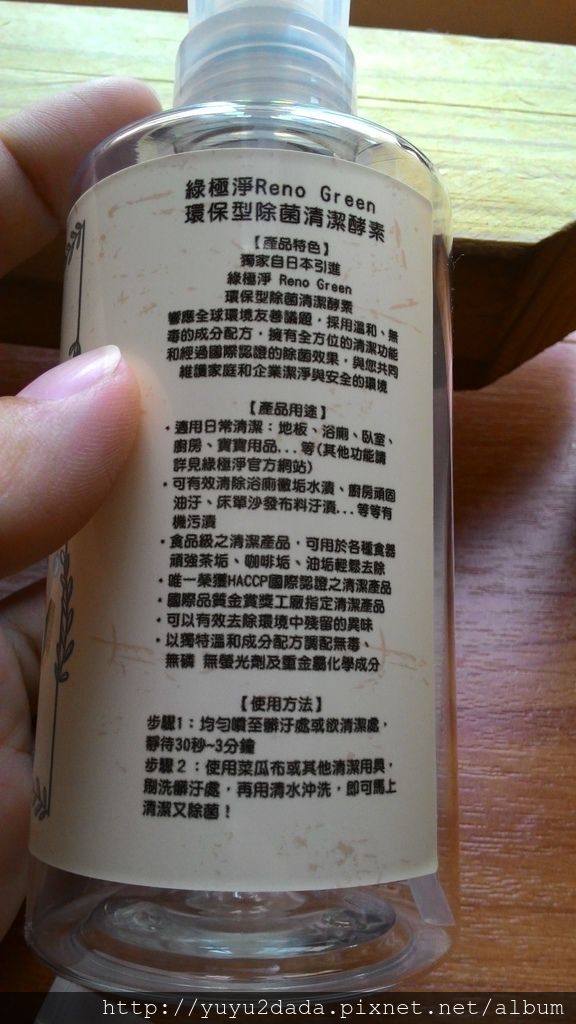 綠極淨Reno Green
環保型除菌清潔酵素
【產品特色】
獨家自日本引進
綠極淨 Reno Green
環保型除菌清潔酵素
響應全球環境友善議題，採用溫和、無
毒的成分配方，擁有全方位的清潔功能
和經過國際認證的除菌效果，與您共同
維護家庭和企業潔淨與安全的環境
【產品用途】
・適用日常清潔：地板、浴廁、臥室、
廚房、寶寶用品...等(其他功能請
詳見綠極淨官方網站)
・可有效清除浴廁黴垢水漬、廚房頑固
油汙、床單沙發布料汙漬...等等有
機污漬
・食品級之清潔產品，可用於各種食器
頑強茶垢、咖啡垢、油垢輕鬆去除
・唯一榮獲HACCP國際認證之清潔產品
・國際品質金賞獎工廠指定清潔產品
・可以有效去除環境中殘留的異味
・以獨特溫和成分配方調配無毒、
無磷 無螢光劑及重金屬化學成分
【使用方法】
步驟1：均勻噴至髒汙處或欲清潔處，
靜待30秒~3分鐘
步驟２：使用菜瓜布或其他清潔用具，
刷洗髒汙處，再用清水沖洗，即可馬上
清潔又除菌！
http://yuyu2dada.pixnet.net/album